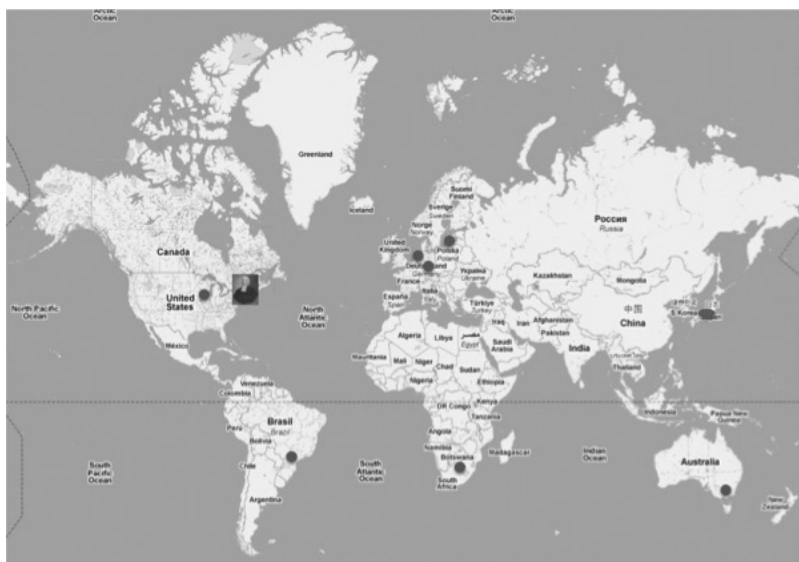 Arctic
Ocean
Arctic
Ocean
Greenland
Iceland
Suomi
Finland
Sverige
Sweden
Norge
Norway
Россия
Russia
Canada
United
Kingdom
Polska
Poland
Deutschland
Germany
Україна
Ukraine
France
Kazakhstan
Mongolia
United
States
Italia
Italy
España
Spain
Türkiye
Turkey
中国
China
S Korea
North Pacific
Ocean
North
Atlantic
Ocean
Iraq
Iran
Afghanistan
Pakistan
Algeria
Libya
مصر
Egypt
Saudi
Arabia
India
México
Mauritania
Mali
Niger
Chad
Sudan
Thailand
Venezuela
Nigeria
Ethiopia
Colombia
Kenya
DR Congo
Indonesia
Papua New
Guinea
Brasil
Brazil
Tanzania
Perú
Angola
Bolivia
Namibia
Botswana
Madagascar
South
Pacific
Ocean
Chile
South
Atlantic
Ocean
Indian
Ocean
Australia
South
Africa
Argentina
New
Zealand